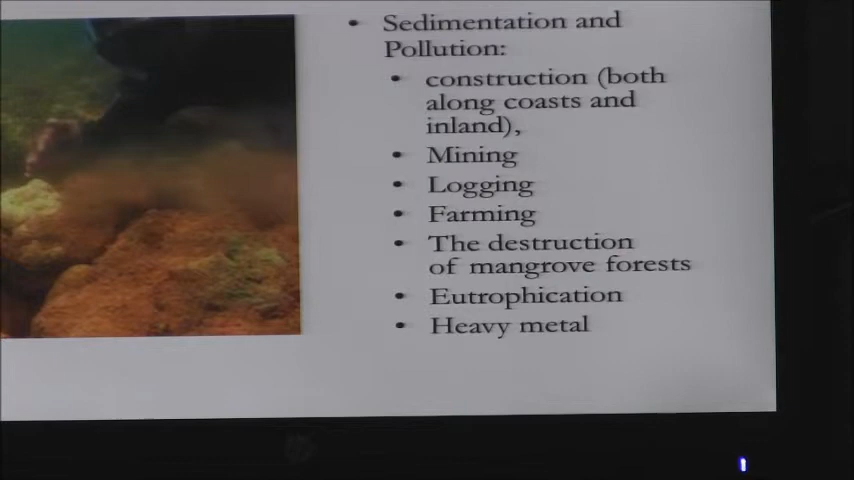 • Sedimentation and
Pollution:
• construction (both
along coasts and
inland),
• Mining
• Logging
• Farming
• The destruction
of mangrove forests
• Eutrophication
• Heavy metal